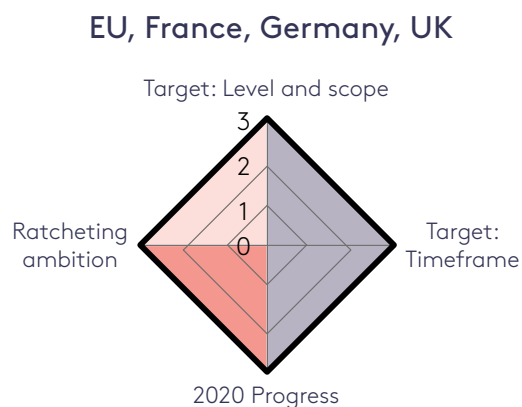 EU, France, Germany, UK
Target: Level and scope
3
2
1
0
Ratcheting
ambition
Target:
Timeframe
2020 Progress